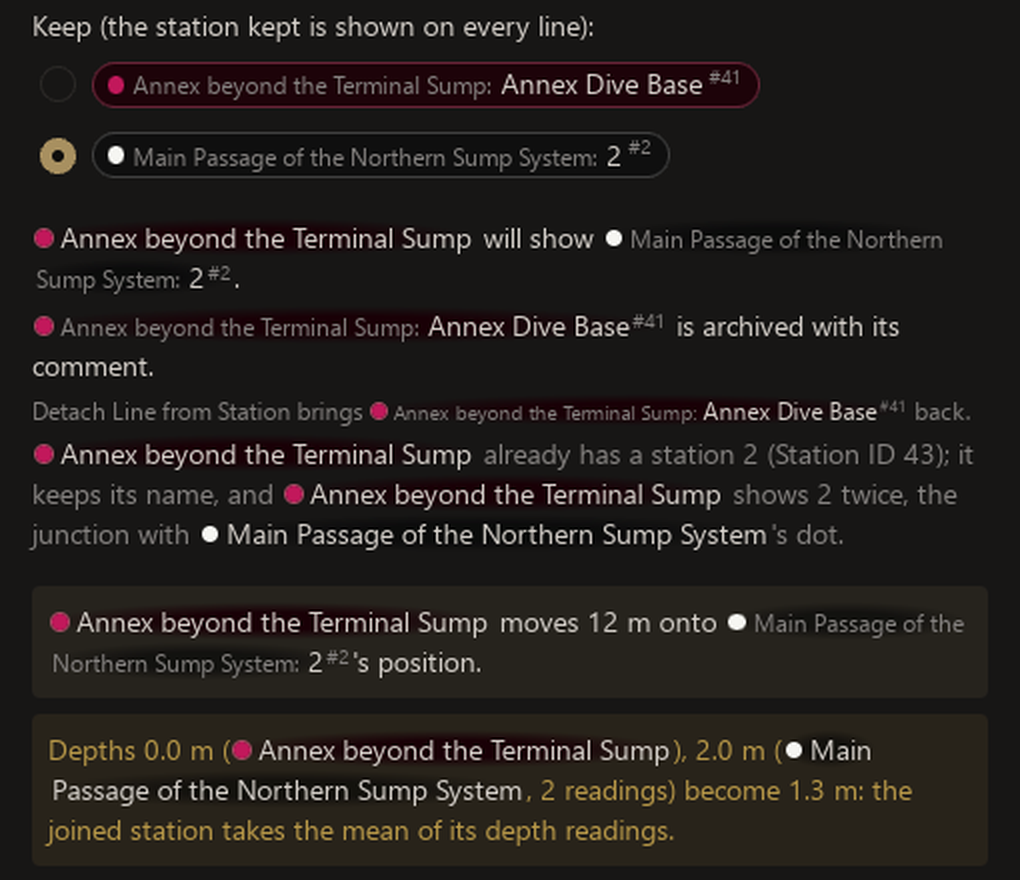 Keep (the station kept is shown on every line):
Annex beyond the Terminal Sump: Annex Dive Base #41
Main Passage of the Northern Sump System: 2 #2
Annex beyond the Terminal Sump will show Main Passage of the Northern
Sump System: 2 #2.
Annex beyond the Terminal Sump: Annex Dive Base #41 is archived with its
comment.
Detach Line from Station brings Annex beyond the Terminal Sump: Annex Dive Base #41 back.
Annex beyond the Terminal Sump already has a station 2 (Station ID 43); it
keeps its name, and Annex beyond the Terminal Sump shows 2 twice, the
junction with Main Passage of the Northern Sump System's dot.
Annex beyond the Terminal Sump moves 12 m onto Main Passage of the
Northern Sump System: 2 #2's position.
Depths 0.0 m (Annex beyond the Terminal Sump), 2.0 m (Main
Passage of the Northern Sump System, 2 readings) become 1.3 m: the
joined station takes the mean of its depth readings.